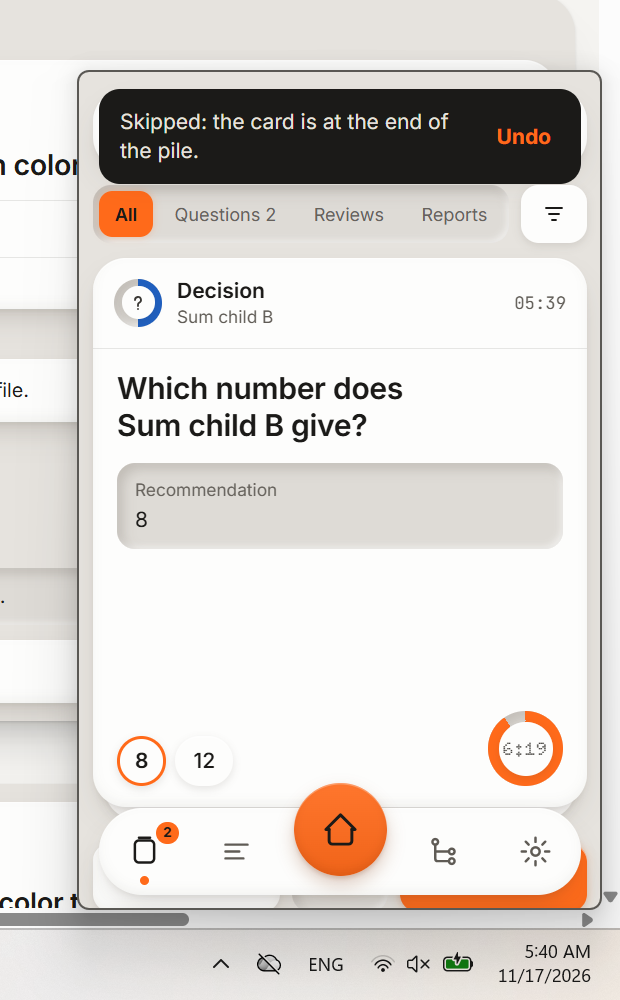 Skipped: the card is at the end of
the pile.
Undo
n color
All
Questions 2
Reviews
Reports
?
Decision
Sum child B
05:39
Which number does
Sum child B give?
file.
Recommendation
8
.
8
12
6:19
2
color t
ENG
5:40 AM
11/17/2026